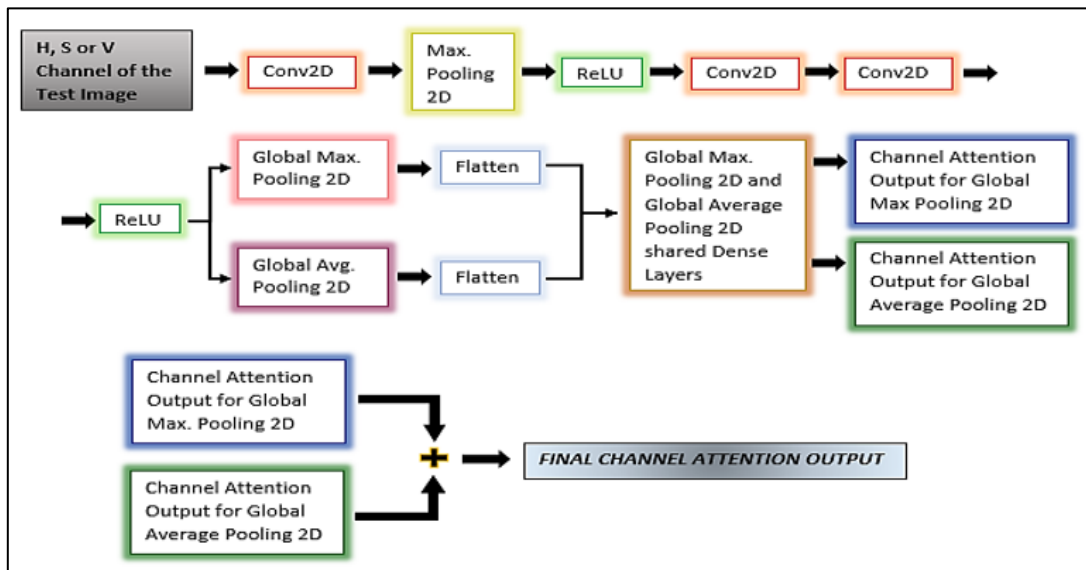 H, S or V
Channel of the
Test Image
Conv2D
Max.
Pooling
2D
ReLU
Conv2D
Conv2D
ReLU
Global Max.
Pooling 2D
Flatten
Global Avg.
Pooling 2D
Flatten
Global Max.
Pooling 2D and
Global Average
Pooling 2D
shared Dense
Layers
Channel Attention
Output for Global
Max Pooling 2D
Channel Attention
Output for Global
Average Pooling 2D
Channel Attention
Output for Global
Max. Pooling 2D
Channel Attention
Output for Global
Average Pooling 2D
+
FINAL CHANNEL ATTENTION OUTPUT